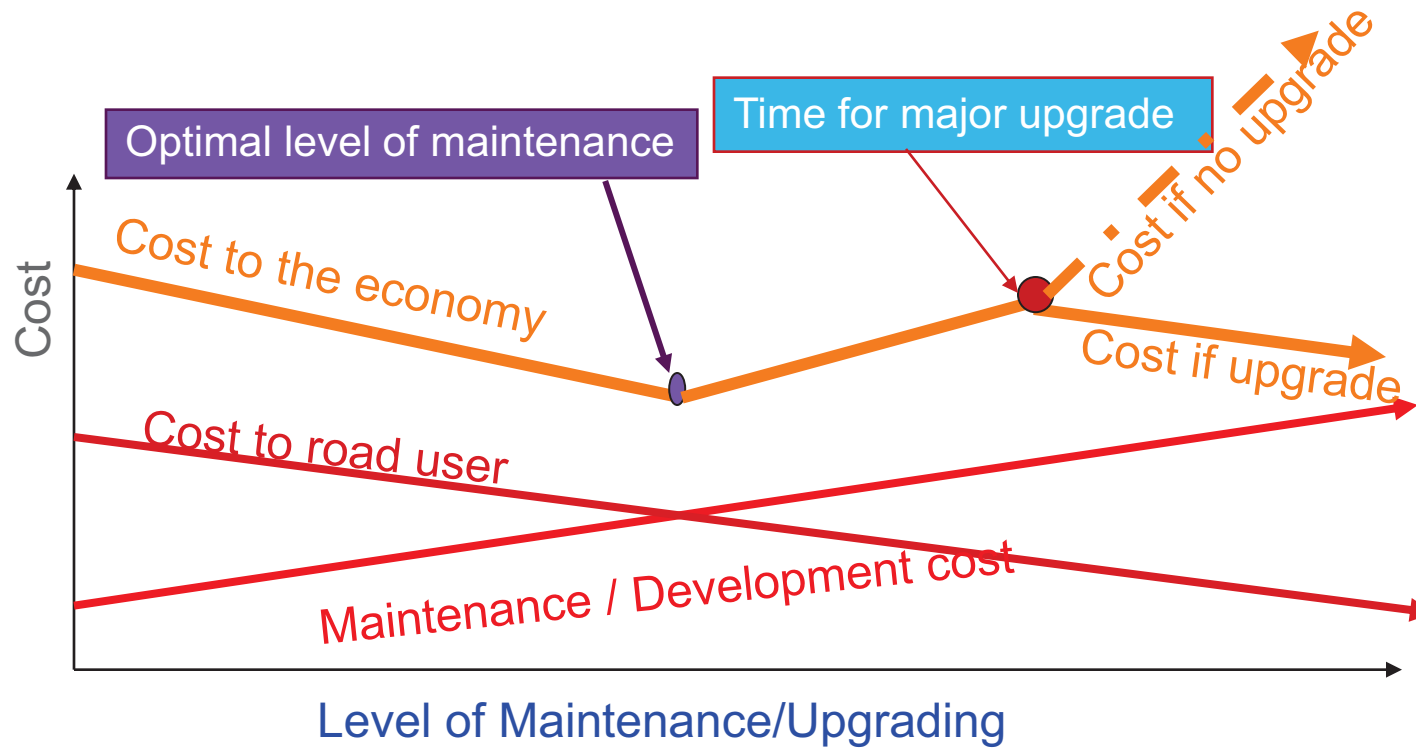 Time for major upgrade
Optimal level of maintenance
Cost if no upgrade
Cost to the economy
Cost
Cost if upgrade
Cost to road user
Maintenance / Development cost
Level of Maintenance/Upgrading